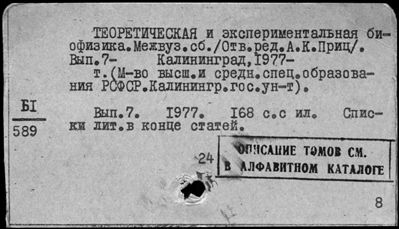 ТЕОРЕТИЧЕСКАЯ и экспериментальная би-
офизика.Межвуз.сб./Отв.ред.А.К.Приц/.
Вып.7- Калининград,1977-
т.(М-во высш.и средн.спец.образова-
ния РСФСР.Калинингр.гос.ун-т).
Б1
589
Вып.7. 1977. 168 с.с ил. Спис-
ки лит.в конце статей.
24
ОПИСАНИЕ ТОМОВ СМ.
В АЛФАВИТНОМ КАТАЛОГЕ
8